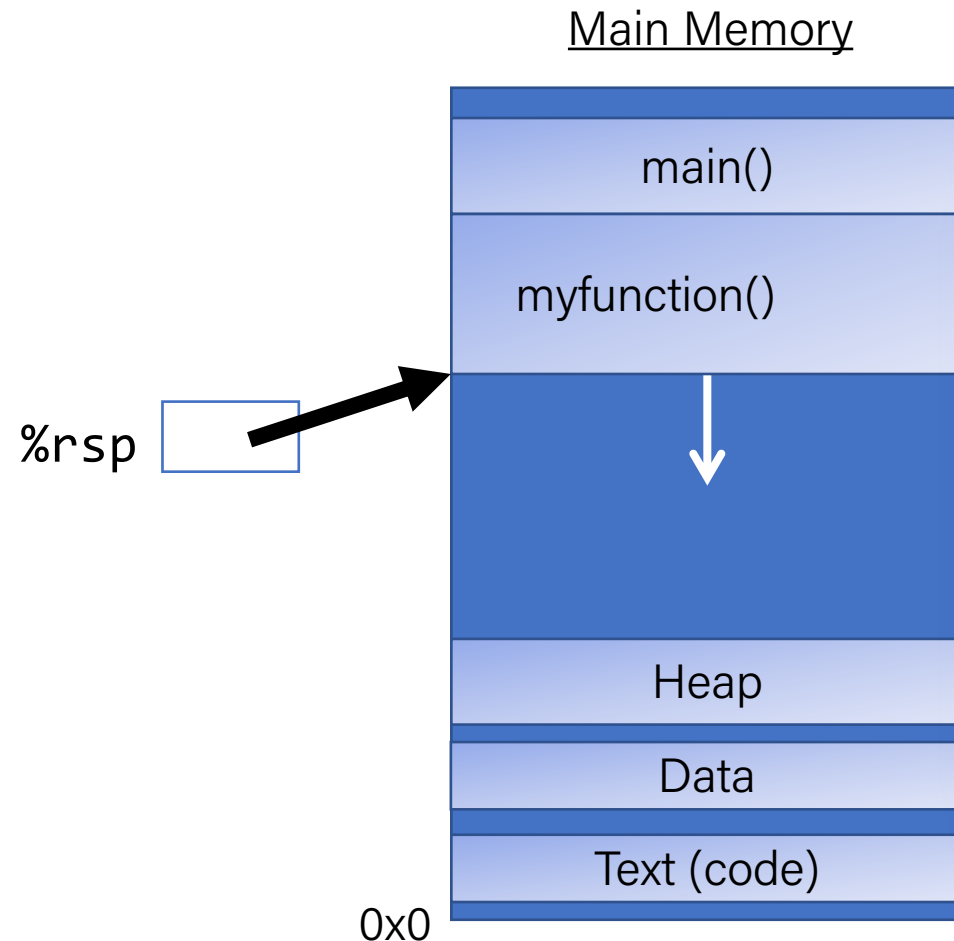 Main Memory
main()
myfunction()
%rsp
Heap
Data
Text (code)
0x0